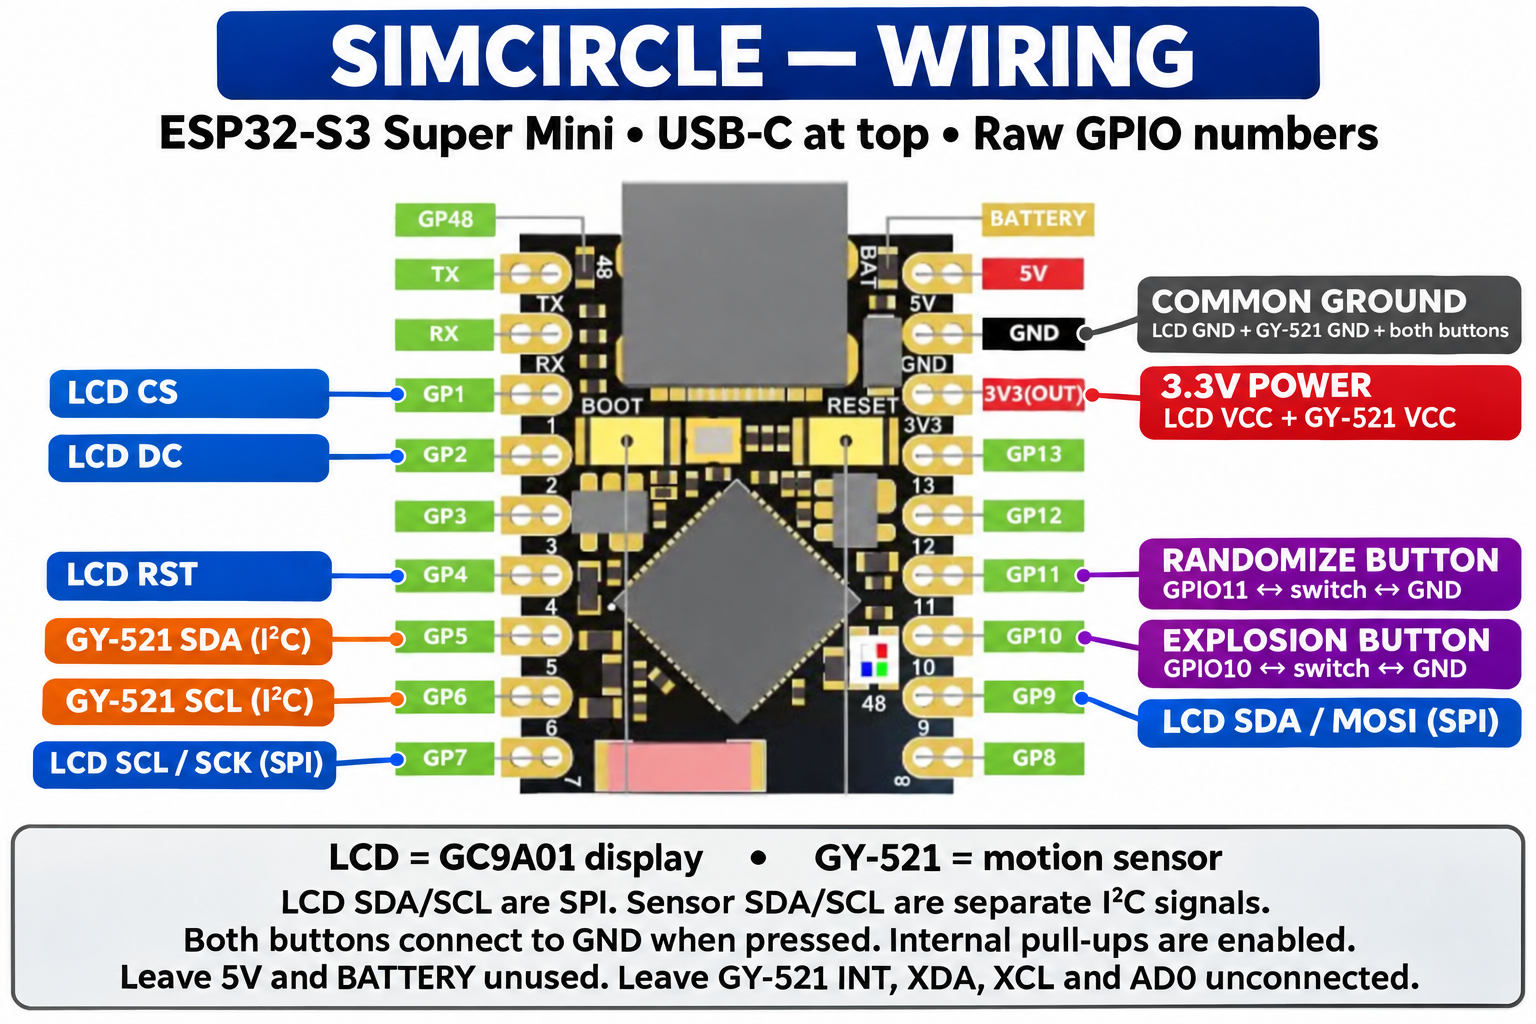 SIMCIRCLE — WIRING
ESP32-S3 Super Mini • USB-C at top • Raw GPIO numbers
GP48
BATTERY
TX
48
BAT
5V
TX
5V
RX
GND
COMMON GROUND
LCD GND + GY-521 GND + both buttons
RX
GND
LCD CS
GP1
3V3(OUT)
3.3V POWER
LCD VCC + GY-521 VCC
BOOT
RESET
1
3V3
LCD DC
GP2
GP13
2
13
GP3
GP12
3
12
LCD RST
GP4
GP11
RANDOMIZE BUTTON
GPIO11 ↔ switch ↔ GND
4
11
GY-521 SDA (I²C)
GP5
GP10
EXPLOSION BUTTON
GPIO10 ↔ switch ↔ GND
5
10
GY-521 SCL (I²C)
GP6
48
GP9
LCD SDA / MOSI (SPI)
6
9
LCD SCL / SCK (SPI)
GP7
GP8
7
8
LCD = GC9A01 display • GY-521 = motion sensor
LCD SDA/SCL are SPI. Sensor SDA/SCL are separate I²C signals.
Both buttons connect to GND when pressed. Internal pull-ups are enabled.
Leave 5V and BATTERY unused. Leave GY-521 INT, XDA, XCL and AD0 unconnected.